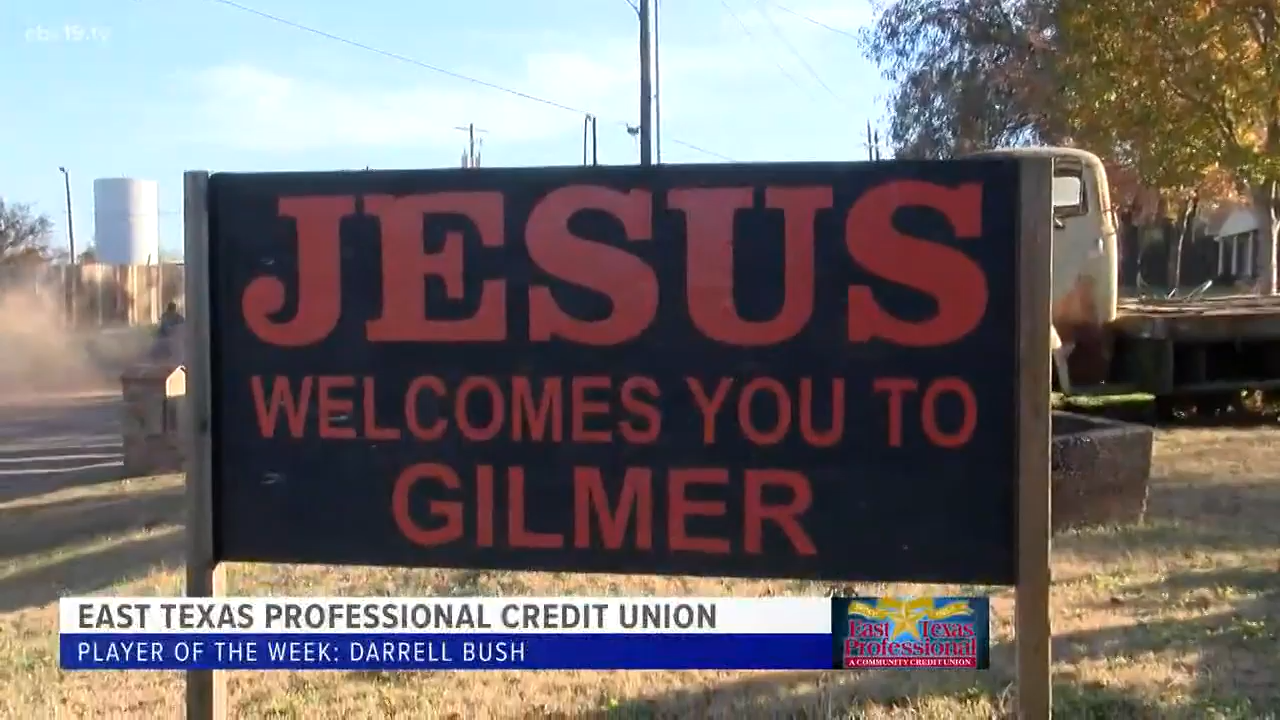 cbs19.tv
JESUS
WELCOMES YOU TO
GILMER
EAST TEXAS PROFESSIONAL CREDIT UNION
PLAYER OF THE WEEK: DARRELL BUSH
East Texas
Professional
A COMMUNITY CREDIT UNION